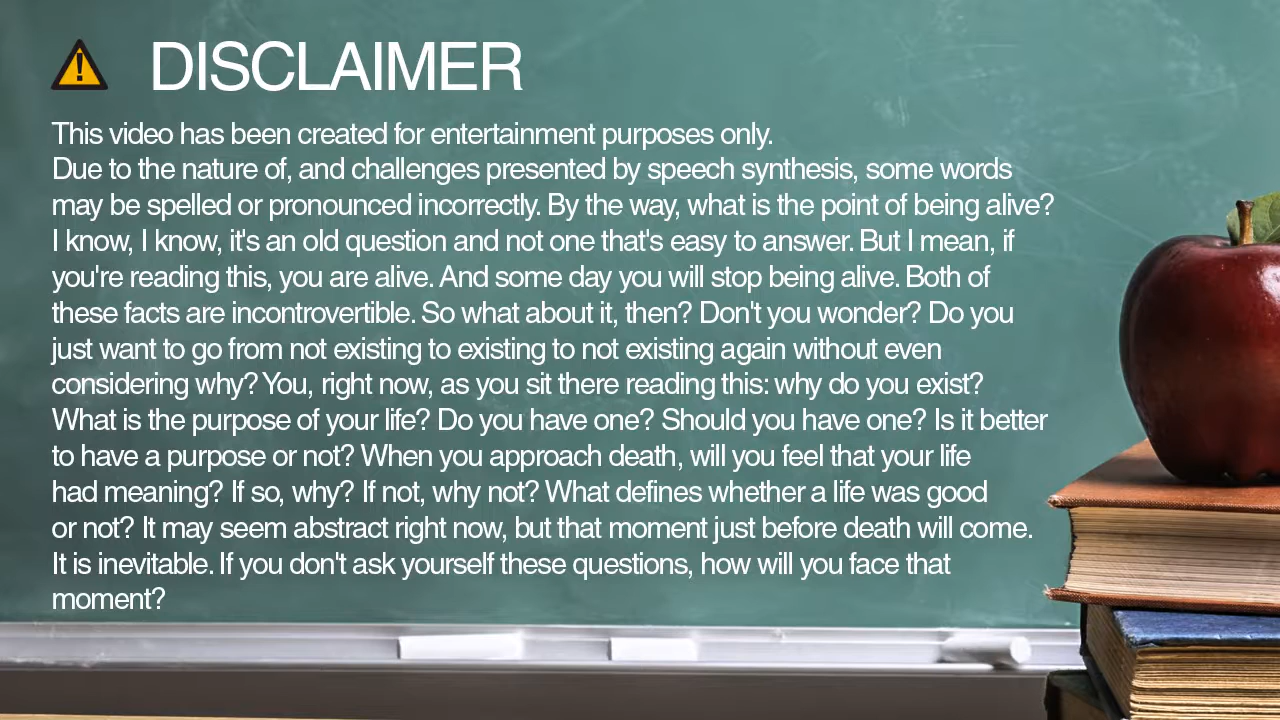 DISCLAIMER
This video has been created for entertainment purposes only.
Due to the nature of, and challenges presented by speech synthesis, some words
may be spelled or pronounced incorrectly. By the way, what is the point of being alive?
I know, I know, it's an old question and not one that's easy to answer. But I mean, if
you're reading this, you are alive. And some day you will stop being alive. Both of
these facts are incontrovertible. So what about it, then? Don't you wonder? Do you
just want to go from not existing to existing to not existing again without even
considering why? You, right now, as you sit there reading this: why do you exist?
What is the purpose of your life? Do you have one? Should you have one? Is it better
to have a purpose or not? When you approach death, will you feel that your life
had meaning? If so, why? If not, why not? What defines whether a life was good
or not? It may seem abstract right now, but that moment just before death will come.
It is inevitable. If you don't ask yourself these questions, how will you face that
moment?